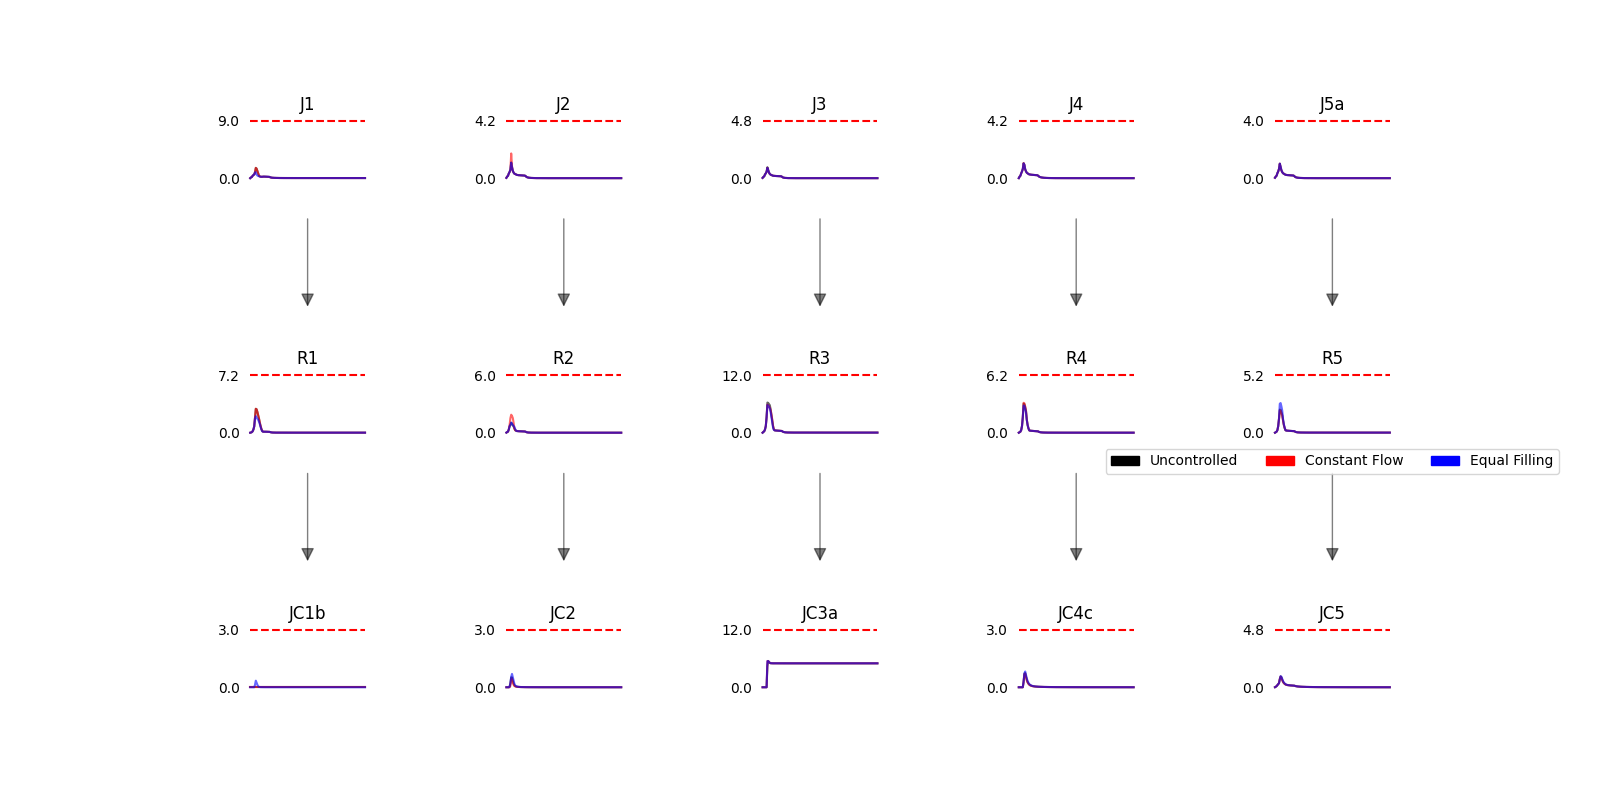 J1 J2 J3 J4 J5a
9.0 4.2 4.8 4.2 4.0
0.0 0.0 0.0 0.0 0.0
R1 R2 R3 R4 R5
7.2 6.0 12.0 6.2 5.2
0.0 0.0 0.0 0.0 0.0
Uncontrolled Constant Flow Equal Filling
JC1b JC2 JC3a JC4c JC5
3.0 3.0 12.0 3.0 4.8
0.0 0.0 0.0 0.0 0.0